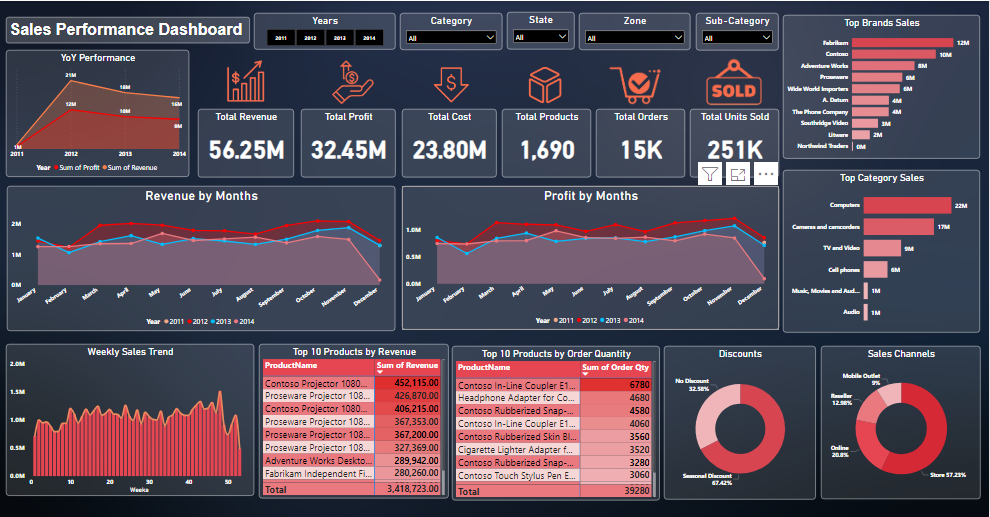 Sales Performance Dashboard
Years
2011 2012 2013 2014
Category
All
State
All
Zone
All
Sub-Category
All
YoY Performance
21M
18M
16M
12M
10M
9M
1M
2011 2012 2013 2014
Year Sum of Profit Sum of Revenue
SOLD
Total Revenue
56.25M
Total Profit
32.45M
Total Cost
23.80M
Total Products
1,690
Total Orders
15K
Total Units Sold
251K
Top Brands Sales
Fabrikam 12M
Contoso 10M
Adventure Works 8M
Proseware 6M
Wide World Importers 6M
A. Datum 4M
The Phone Company 4M
Southridge Video 3M
Litware 2M
Northwind Traders 0M
Revenue by Months
2M
1M
0M
January February March April May June July August September October November December
Year 2011 2012 2013 2014
Profit by Months
1.0M
0.5M
0.0M
January February March April May June July August September October November December
Year 2011 2012 2013 2014
Top Category Sales
Computers 22M
Cameras and camcorders 17M
TV and Video 9M
Cell phones 6M
Music, Movies and Aud... 1M
Audio 1M
Weekly Sales Trend
2.0M
1.5M
1.0M
0.5M
0.0M
0 10 20 30 40 50
Weeks
Top 10 Products by Revenue
ProductName Sum of Revenue
Contoso Projector 1080... 452,115.00
Proseware Projector 108... 426,870.00
Contoso Projector 1080... 406,215.00
Proseware Projector 108... 367,353.00
Proseware Projector 108... 367,200.00
Proseware Projector 108... 327,369.00
Adventure Works Deskto... 289,942.00
Fabrikam Independent Fi... 280,260.00
Total 3,418,723.00
Top 10 Products by Order Quantity
ProductName Sum of Order Qty
Contoso In-Line Coupler E1... 6780
Headphone Adapter for Co... 4680
Contoso Rubberized Snap-... 4580
Contoso In-Line Coupler E1... 4060
Contoso Rubberized Skin Bl... 3560
Cigarette Lighter Adapter f... 3520
Contoso Rubberized Snap-... 3280
Contoso Touch Stylus Pen E... 3060
Total 39280
Discounts
No Discount
32.58%
Seasonal Discount
67.42%
Sales Channels
Mobile Outlet
9%
Reseller
12.98%
Online
20.8%
Store 57.23%